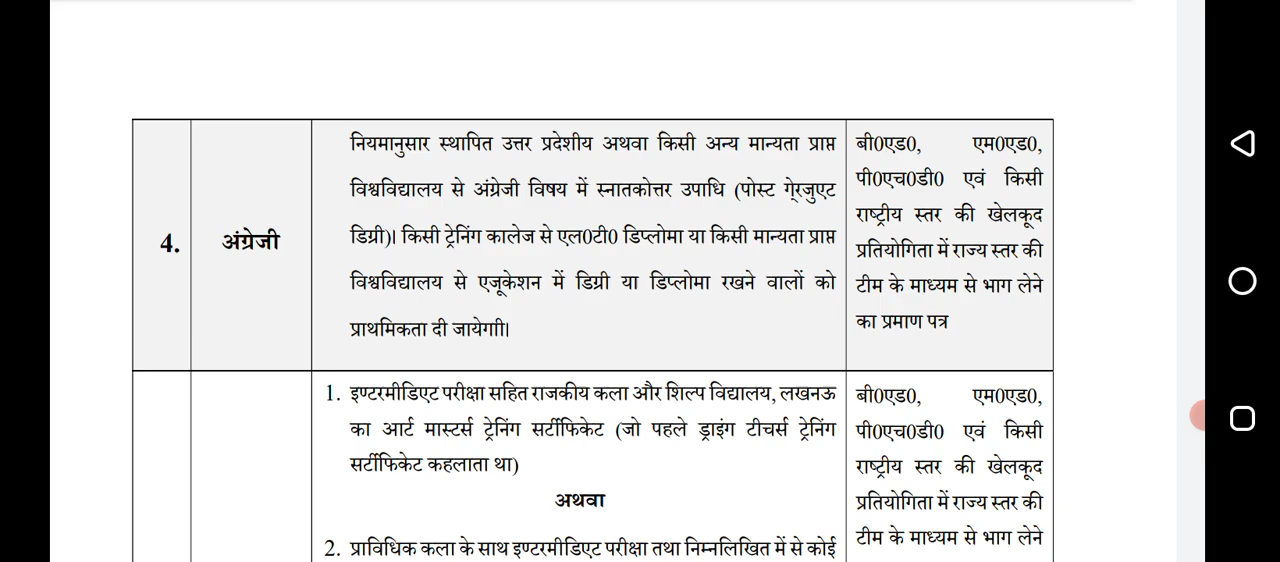 4.
अंग्रेजी
नियमानुसार स्थापित उत्तर प्रदेशीय अथवा किसी अन्य मान्यता प्राप्त
विश्वविद्यालय से अंग्रेजी विषय में स्नातकोत्तर उपाधि (पोस्ट गे्रजुएट
डिग्री)। किसी ट्रेनिंग कालेज से एल0टी0 डिप्लोमा या किसी मान्यता प्राप्त
विश्वविद्यालय से एजूकेशन में डिग्री या डिप्लोमा रखने वालों को
प्राथमिकता दी जायेगाी।
बी0एड0, एम0एड0,
पी0एच0डी0 एवं किसी
राष्ट्रीय स्तर की खेलकूद
प्रतियोगिता में राज्य स्तर की
टीम के माध्यम से भाग लेने
का प्रमाण पत्र
1. इण्टरमीडिएट परीक्षा सहित राजकीय कला और शिल्प विद्यालय, लखनऊ
का आर्ट मास्टर्स ट्रेनिंग सर्टीफिकेट (जो पहले ड्राइंग टीचर्स ट्रेनिंग
सर्टीफिकेट कहलाता था)
अथवा
2. प्राविधिक कला के साथ इण्टरमीडिएट परीक्षा तथा निम्नलिखित में से कोई
बी0एड0, एम0एड0,
पी0एच0डी0 एवं किसी
राष्ट्रीय स्तर की खेलकूद
प्रतियोगिता में राज्य स्तर की
टीम के माध्यम से भाग लेने